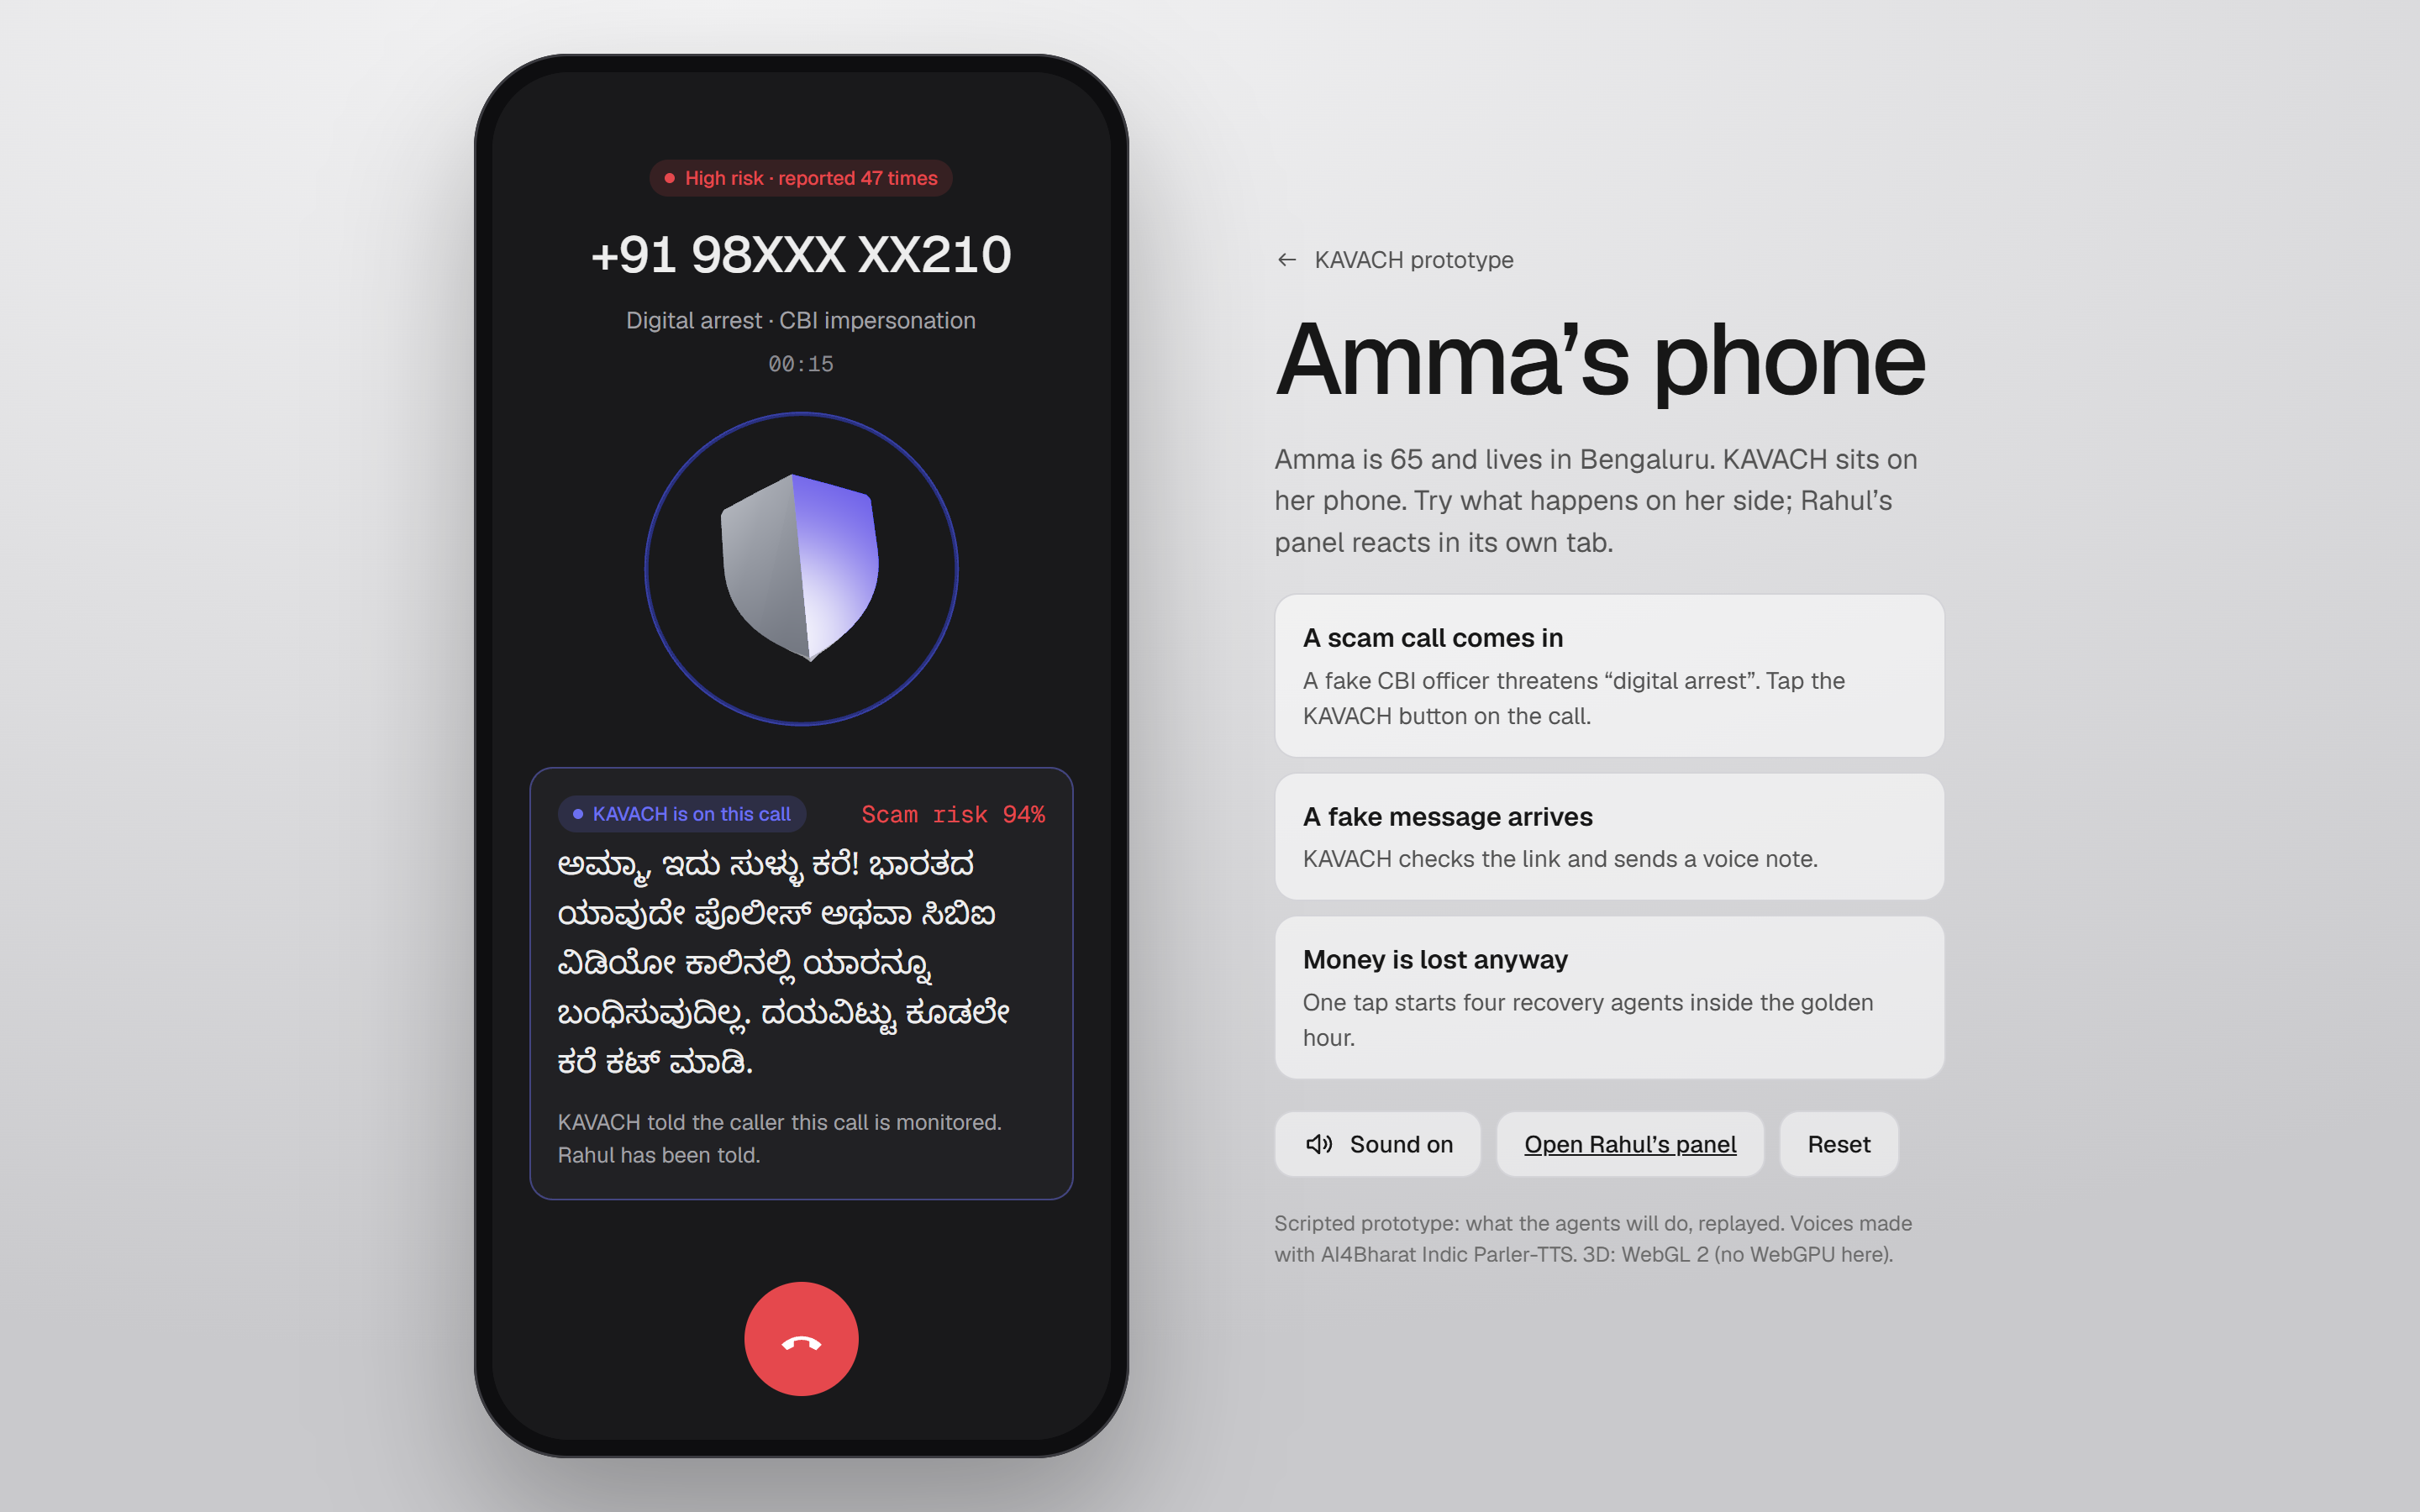 High risk · reported 47 times
+91 98XXX XX210
Digital arrest · CBI impersonation
00:15
KAVACH is on this call
Scam risk 94%
ಅಮ್ಮಾ, ಇದು ಸುಳ್ಳು ಕರೆ! ಭಾರತದ
ಯಾವುದೇ ಪೊಲೀಸ್ ಅಥವಾ ಸಿಬಿಐ
ವಿಡಿಯೋ ಕಾಲಿನಲ್ಲಿ ಯಾರನ್ನೂ
ಬಂಧಿಸುವುದಿಲ್ಲ. ದಯವಿಟ್ಟು ಕೂಡಲೇ
ಕರೆ ಕಟ್ ಮಾಡಿ.
KAVACH told the caller this call is monitored.
Rahul has been told.
← KAVACH prototype
Amma’s phone
Amma is 65 and lives in Bengaluru. KAVACH sits on
her phone. Try what happens on her side; Rahul’s
panel reacts in its own tab.
A scam call comes in
A fake CBI officer threatens “digital arrest”. Tap the
KAVACH button on the call.
A fake message arrives
KAVACH checks the link and sends a voice note.
Money is lost anyway
One tap starts four recovery agents inside the golden
hour.
Sound on
Open Rahul’s panel
Reset
Scripted prototype: what the agents will do, replayed. Voices made
with AI4Bharat Indic Parler-TTS. 3D: WebGL 2 (no WebGPU here).